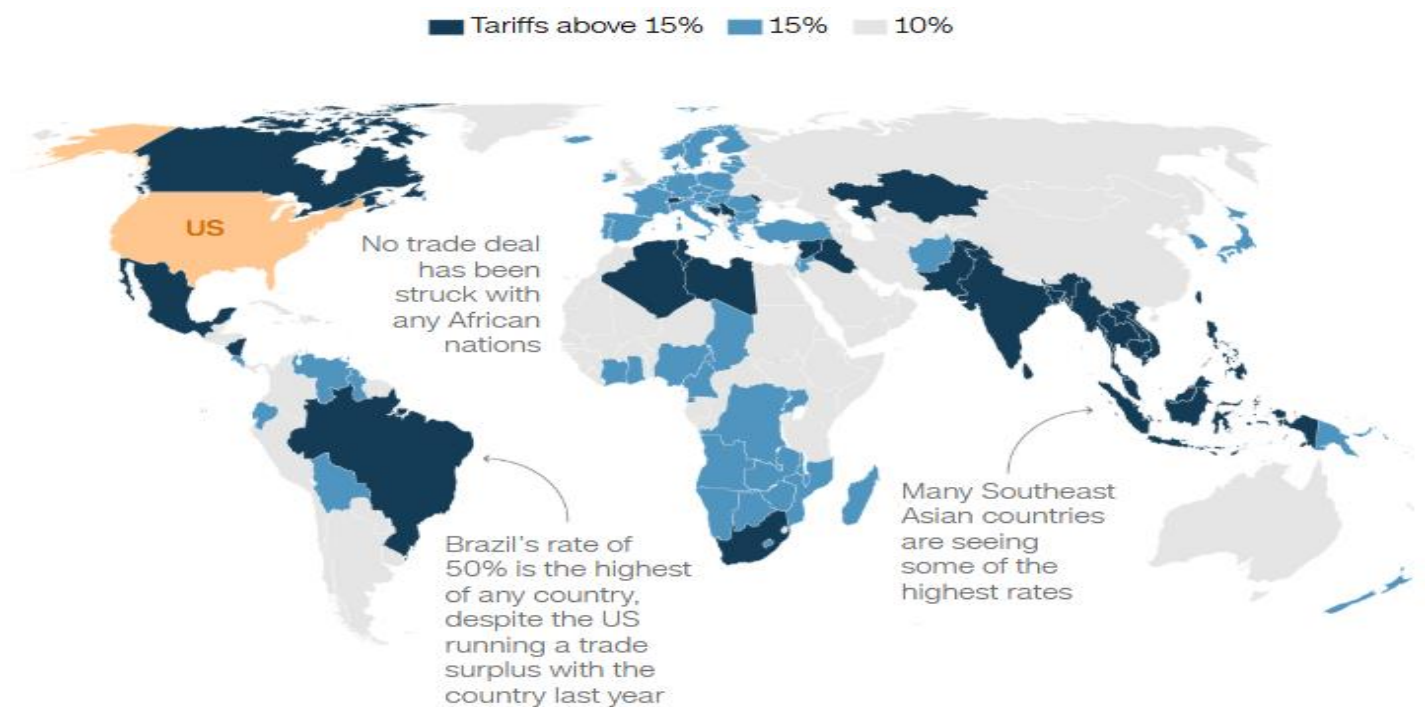 Tariffs above 15% 15% 10%
US
No trade deal
has been
struck with
any African
nations
Brazil's rate of
50% is the highest
of any country,
despite the US
running a trade
surplus with the
country last year
Many Southeast
Asian countries
are seeing
some of the
highest rates